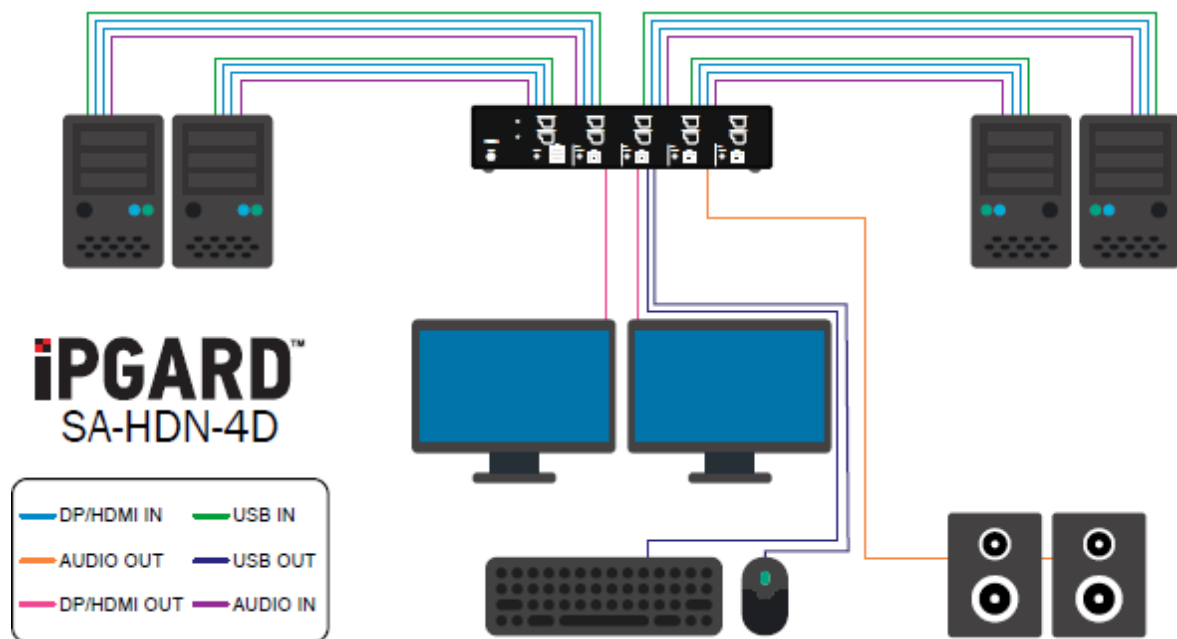 iPGARD™
SA-HDN-4D
DP/HDMI IN
USB IN
AUDIO OUT
USB OUT
DP/HDMI OUT
AUDIO IN